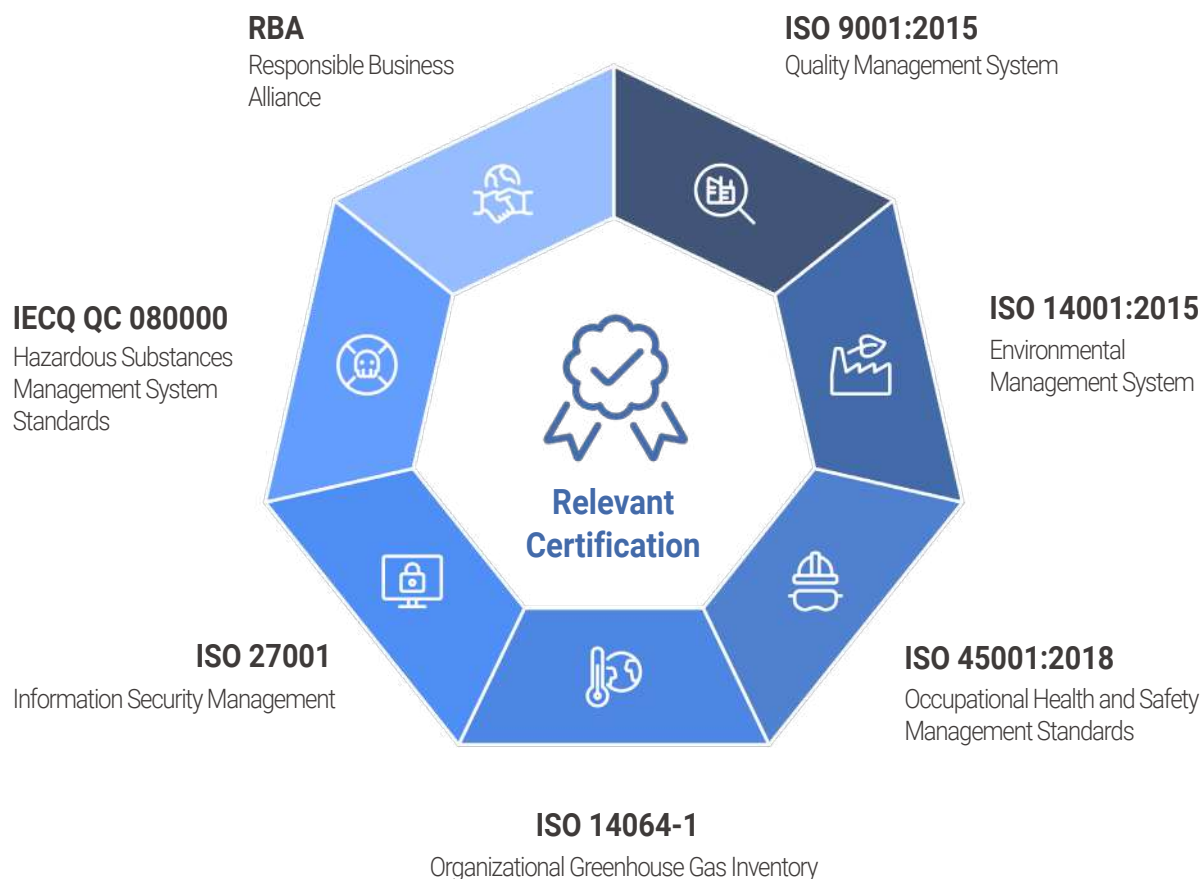 RBA
Responsible Business
Alliance
ISO 9001:2015
Quality Management System
IECQ QC 080000
Hazardous Substances
Management System
Standards
ISO 14001:2015
Environmental
Management System
Relevant
Certification
ISO 27001
Information Security Management
ISO 45001:2018
Occupational Health and Safety
Management Standards
ISO 14064-1
Organizational Greenhouse Gas Inventory